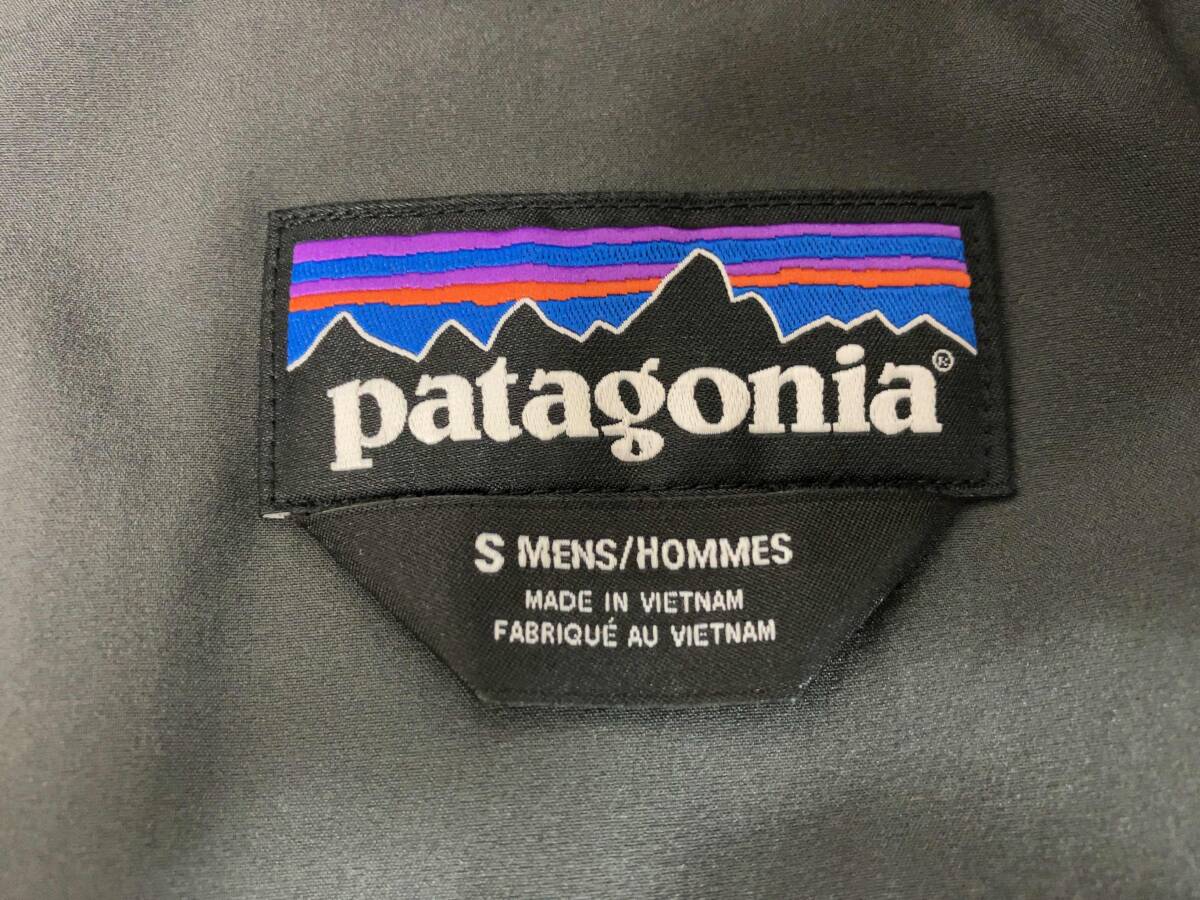 patagonia®
S MENS/HOMMES
MADE IN VIETNAM
FABRIQUÉ AU VIETNAM